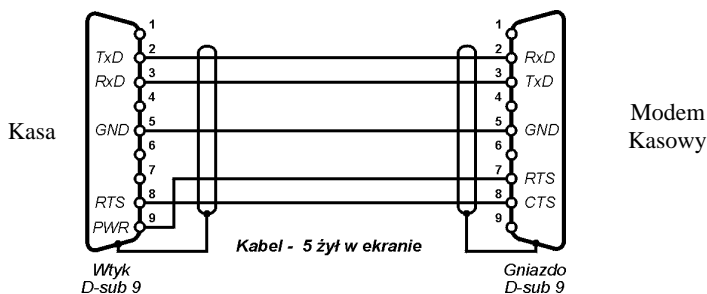 Kasa
1
TxD 2
RxD 3
4
GND 5
6
7
RTS 8
PWR 9
Wtyk
D-sub 9
Kabel - 5 żył w ekranie
1
2 RxD
3 TxD
4
5 GND
6
7 RTS
8 CTS
9
Gniazdo
D-sub 9
Modem
Kasowy